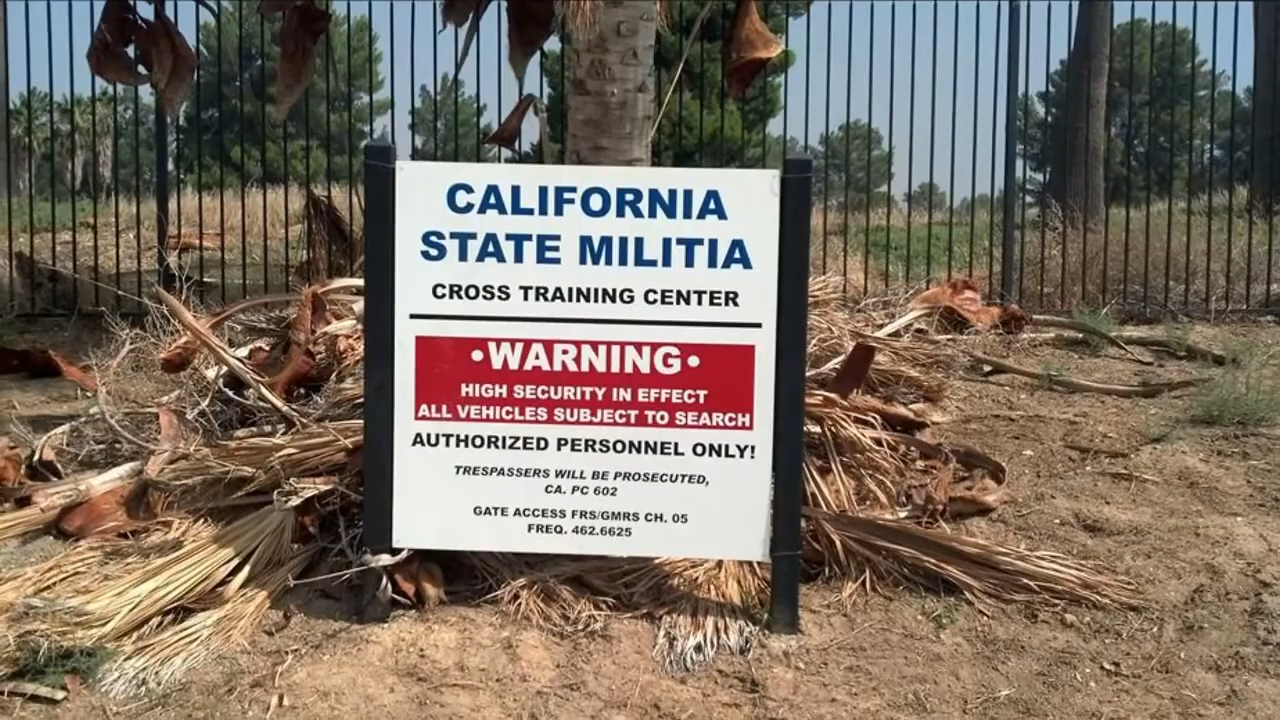 CALIFORNIA
STATE MILITIA
CROSS TRAINING CENTER
•WARNING•
HIGH SECURITY IN EFFECT
ALL VEHICLES SUBJECT TO SEARCH
AUTHORIZED PERSONNEL ONLY!
TRESPASSERS WILL BE PROSECUTED,
CA. PC 602
GATE ACCESS FRS/GMRS CH. 05
FREQ. 462.6625